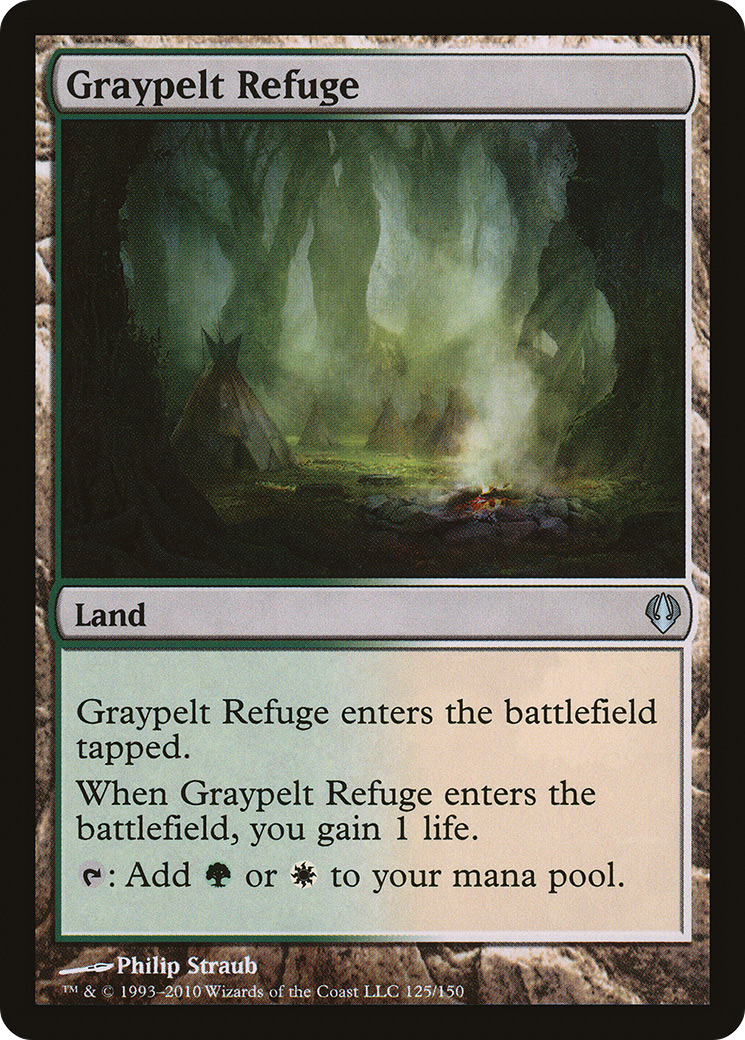 Graypelt Refuge
Land
Graypelt Refuge enters the battlefield
tapped.
When Graypelt Refuge enters the
battlefield, you gain 1 life.
: Add or to your mana pool.
Philip Straub
™ & © 1993–2010 Wizards of the Coast LLC 125/150